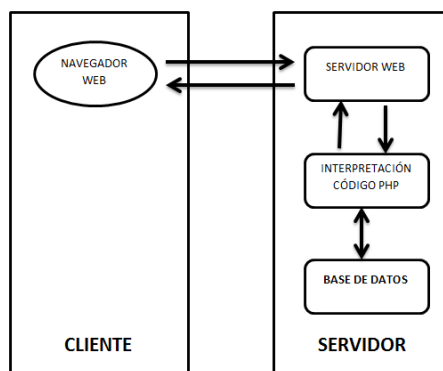 NAVEGADOR
WEB
SERVIDOR WEB
INTERPRETACIÓN
CÓDIGO PHP
BASE DE DATOS
CLIENTE
SERVIDOR